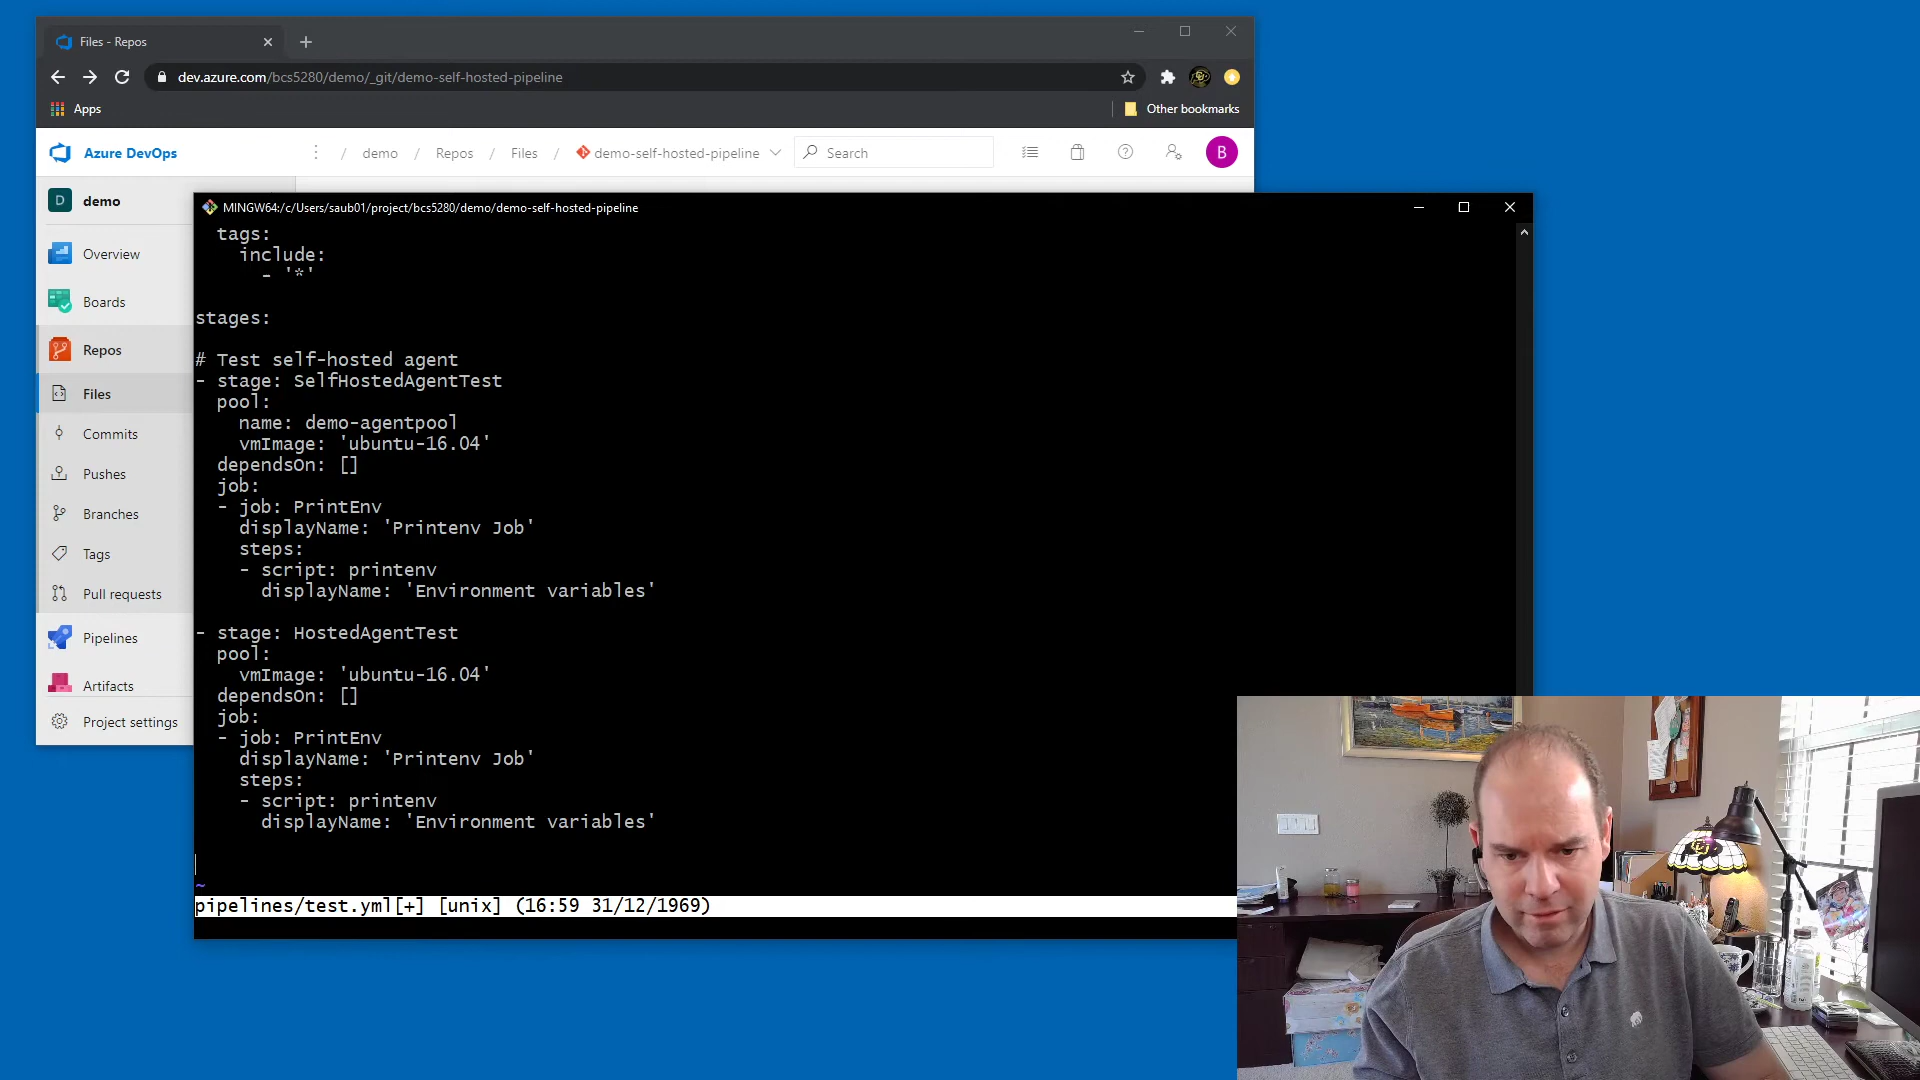 Files - Repos
dev.azure.com/bcs5280/demo/_git/demo-self-hosted-pipeline
Apps
Other bookmarks
Azure DevOps
/ demo / Repos / Files / demo-self-hosted-pipeline
Search
B
D demo
Overview
Boards
Repos
Files
Commits
Pushes
Branches
Tags
Pull requests
Pipelines
Artifacts
Project settings
MINGW64:/c/Users/saub01/project/bcs5280/demo/demo-self-hosted-pipeline
tags:
include:
- '*'
stages:
# Test self-hosted agent
- stage: SelfHostedAgentTest
pool:
name: demo-agentpool
vmImage: 'ubuntu-16.04'
dependsOn: []
job:
- job: PrintEnv
displayName: 'Printenv Job'
steps:
- script: printenv
displayName: 'Environment variables'
- stage: HostedAgentTest
pool:
vmImage: 'ubuntu-16.04'
dependsOn: []
job:
- job: PrintEnv
displayName: 'Printenv Job'
steps:
- script: printenv
displayName: 'Environment variables'
~
pipelines/test.yml[+] [unix] (16:59 31/12/1969)